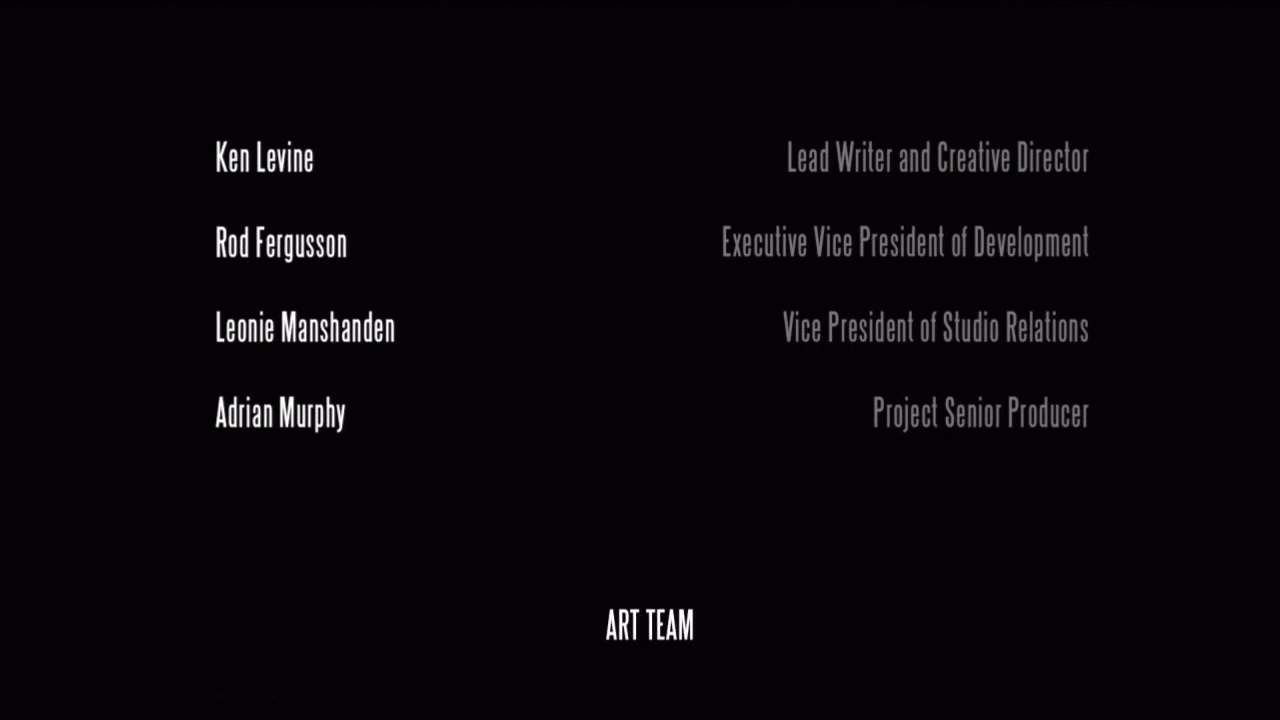 Ken Levine Lead Writer and Creative Director
Rod Fergusson Executive Vice President of Development
Leonie Manshanden Vice President of Studio Relations
Adrian Murphy Project Senior Producer
ART TEAM